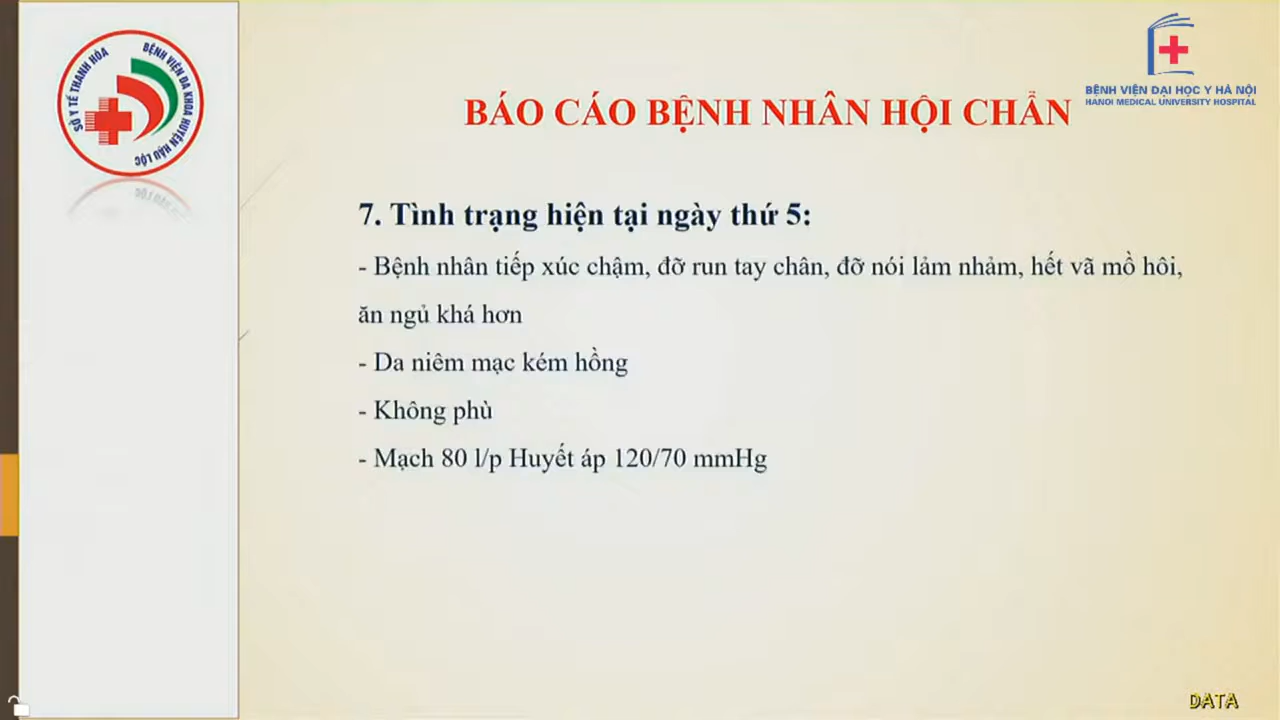 SỞ Y TẾ THANH HÓA
BỆNH VIỆN ĐA KHOA HUYỆN HẬU LỘC
BỆNH VIỆN ĐẠI HỌC Y HÀ NỘI
HANOI MEDICAL UNIVERSITY HOSPITAL
BÁO CÁO BỆNH NHÂN HỘI CHẨN
7. Tình trạng hiện tại ngày thứ 5:
- Bệnh nhân tiếp xúc chậm, đỡ run tay chân, đỡ nói lảm nhảm, hết vã mồ hôi,
ăn ngủ khá hơn
- Da niêm mạc kém hồng
- Không phù
- Mạch 80 l/p Huyết áp 120/70 mmHg
DATA